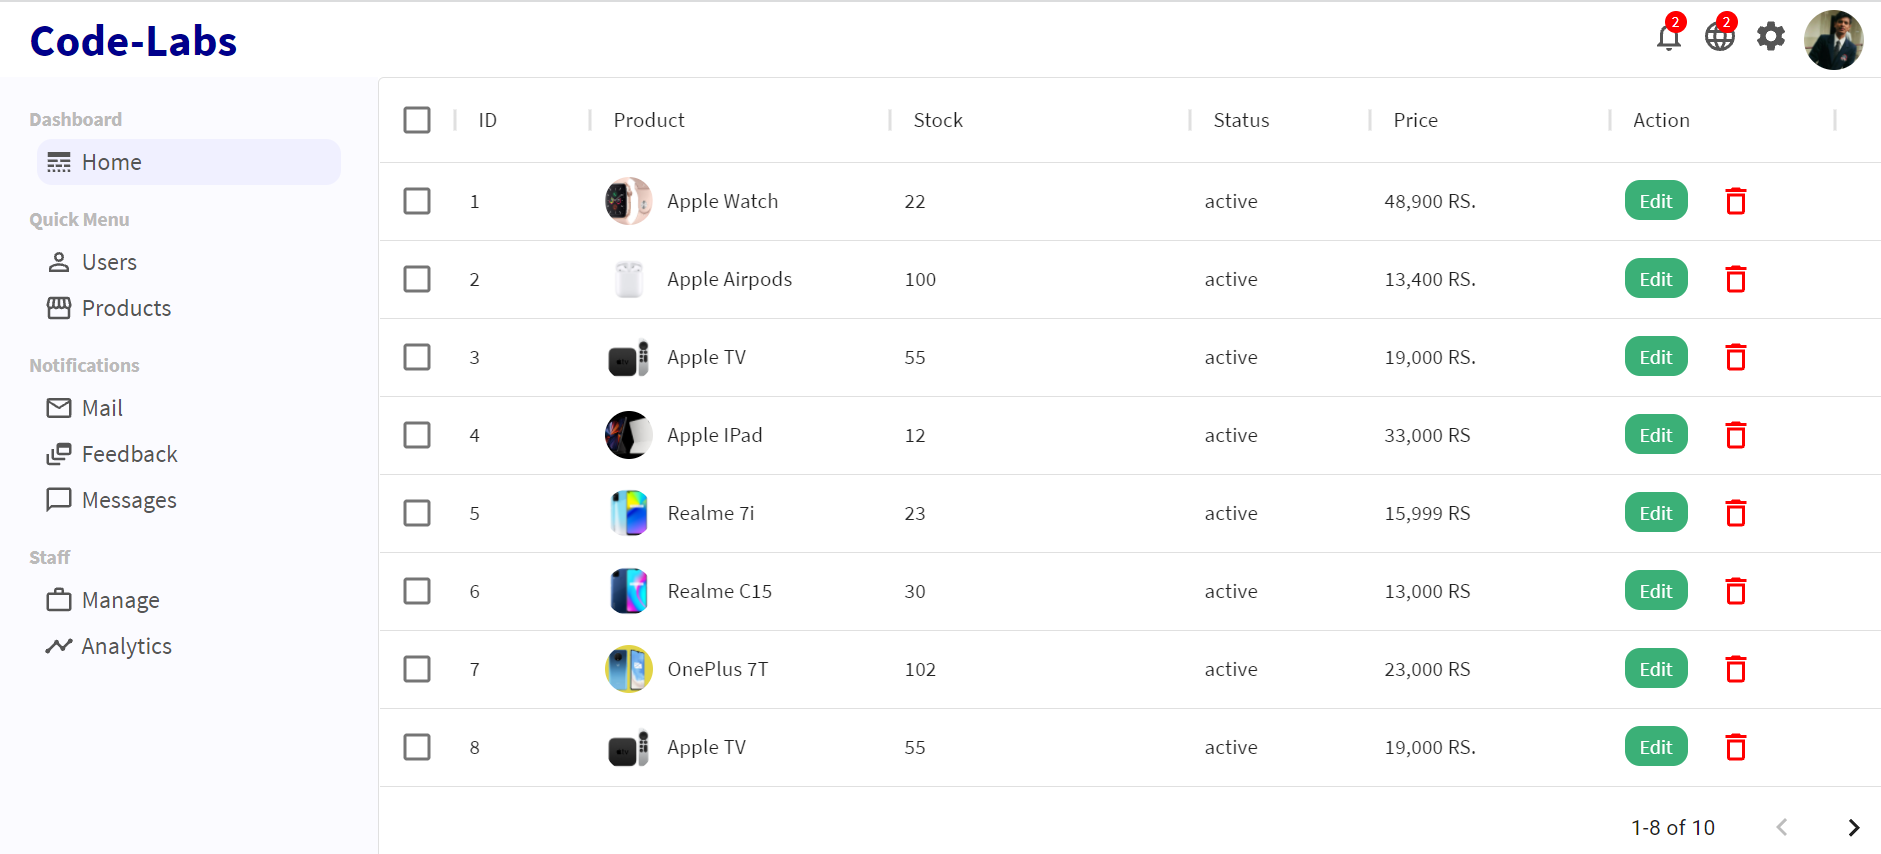 Code-Labs
2 2
Dashboard
Home
Quick Menu
Users
Products
Notifications
Mail
Feedback
Messages
Staff
Manage
Analytics
ID Product Stock Status Price Action
1 Apple Watch 22 active 48,900 RS. Edit
2 Apple Airpods 100 active 13,400 RS. Edit
3 Apple TV 55 active 19,000 RS. Edit
4 Apple IPad 12 active 33,000 RS Edit
5 Realme 7i 23 active 15,999 RS Edit
6 Realme C15 30 active 13,000 RS Edit
7 OnePlus 7T 102 active 23,000 RS Edit
8 Apple TV 55 active 19,000 RS. Edit
1-8 of 10